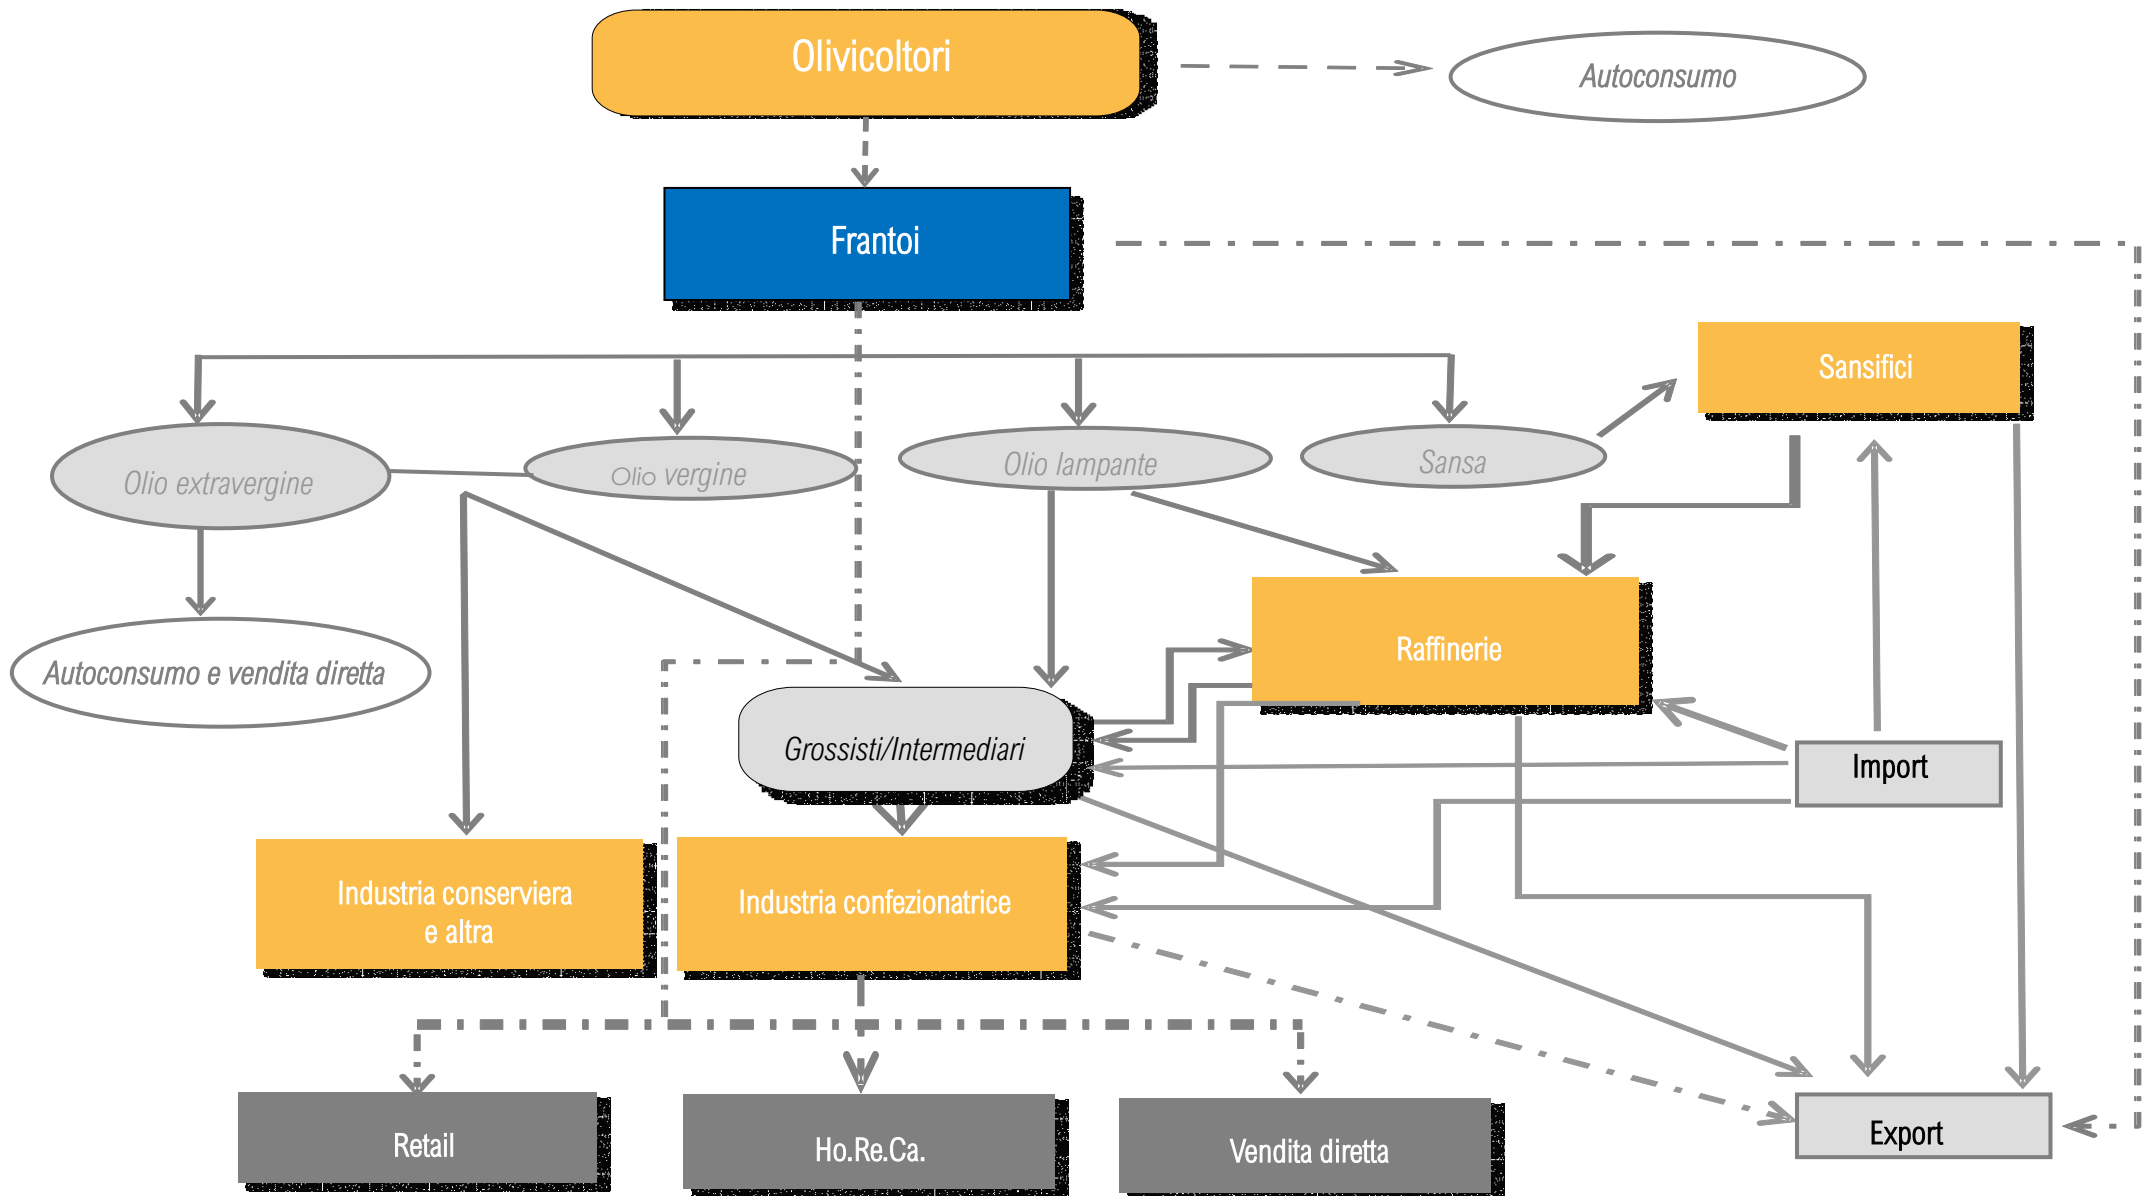 Olivicoltori
Autoconsumo
Frantoi
Sansifici
Olio extravergine
Olio vergine
Olio lampante
Sansa
Raffinerie
Autoconsumo e vendita diretta
Grossisti/Intermediari
Import
Industria conserviera
e altra
Industria confezionatrice
Retail
Ho.Re.Ca.
Vendita diretta
Export